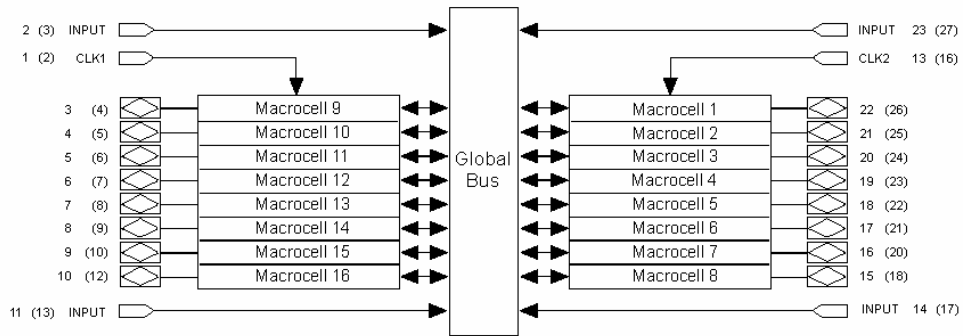 2 (3) INPUT INPUT 23 (27)
1 (2) CLK1 CLK2 13 (16)
3 (4) Macrocell 9 Macrocell 1 22 (26)
4 (5) Macrocell 10 Macrocell 2 21 (25)
5 (6) Macrocell 11 Global Macrocell 3 20 (24)
6 (7) Macrocell 12 Bus Macrocell 4 19 (23)
7 (8) Macrocell 13 Macrocell 5 18 (22)
8 (9) Macrocell 14 Macrocell 6 17 (21)
9 (10) Macrocell 15 Macrocell 7 16 (20)
10 (12) Macrocell 16 Macrocell 8 15 (18)
11 (13) INPUT INPUT 14 (17)